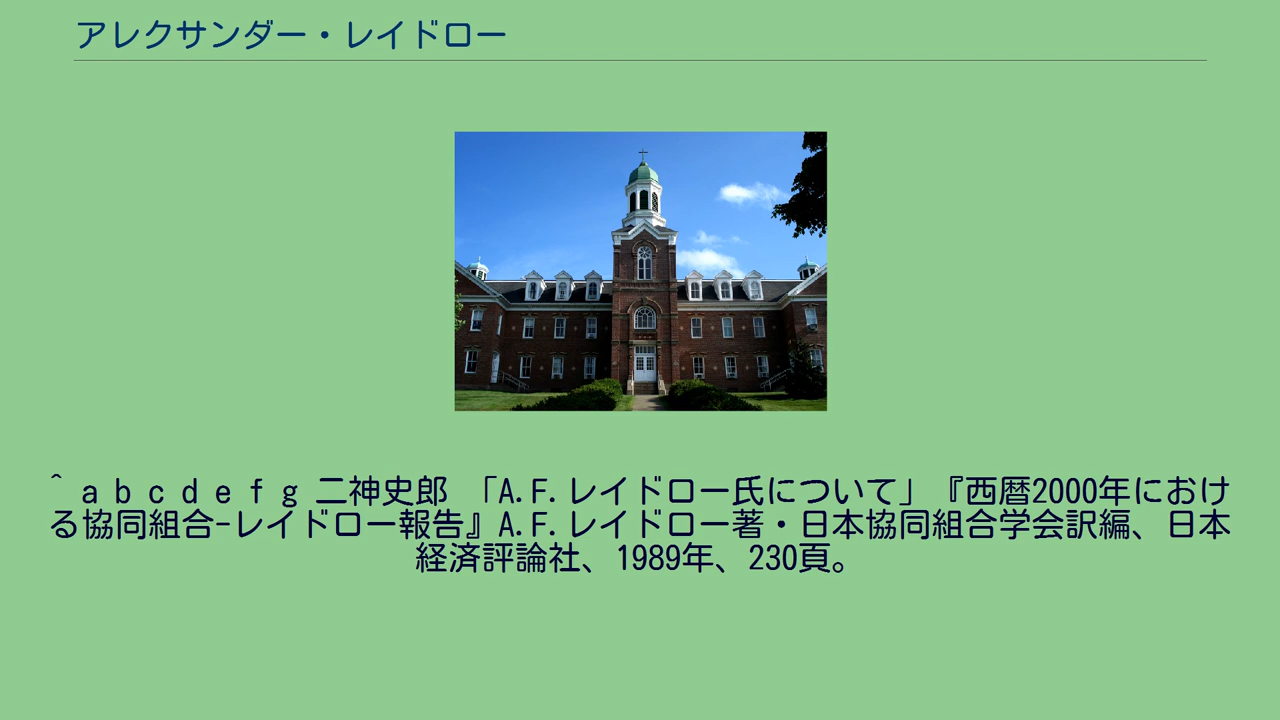 アレクサンダー・レイドロー
^ a b c d e f g 二神史郎 「A.F.レイドロー氏について」『西暦2000年におけ
る協同組合-レイドロー報告』A.F.レイドロー著・日本協同組合学会訳編、日本
経済評論社、1989年、230頁。